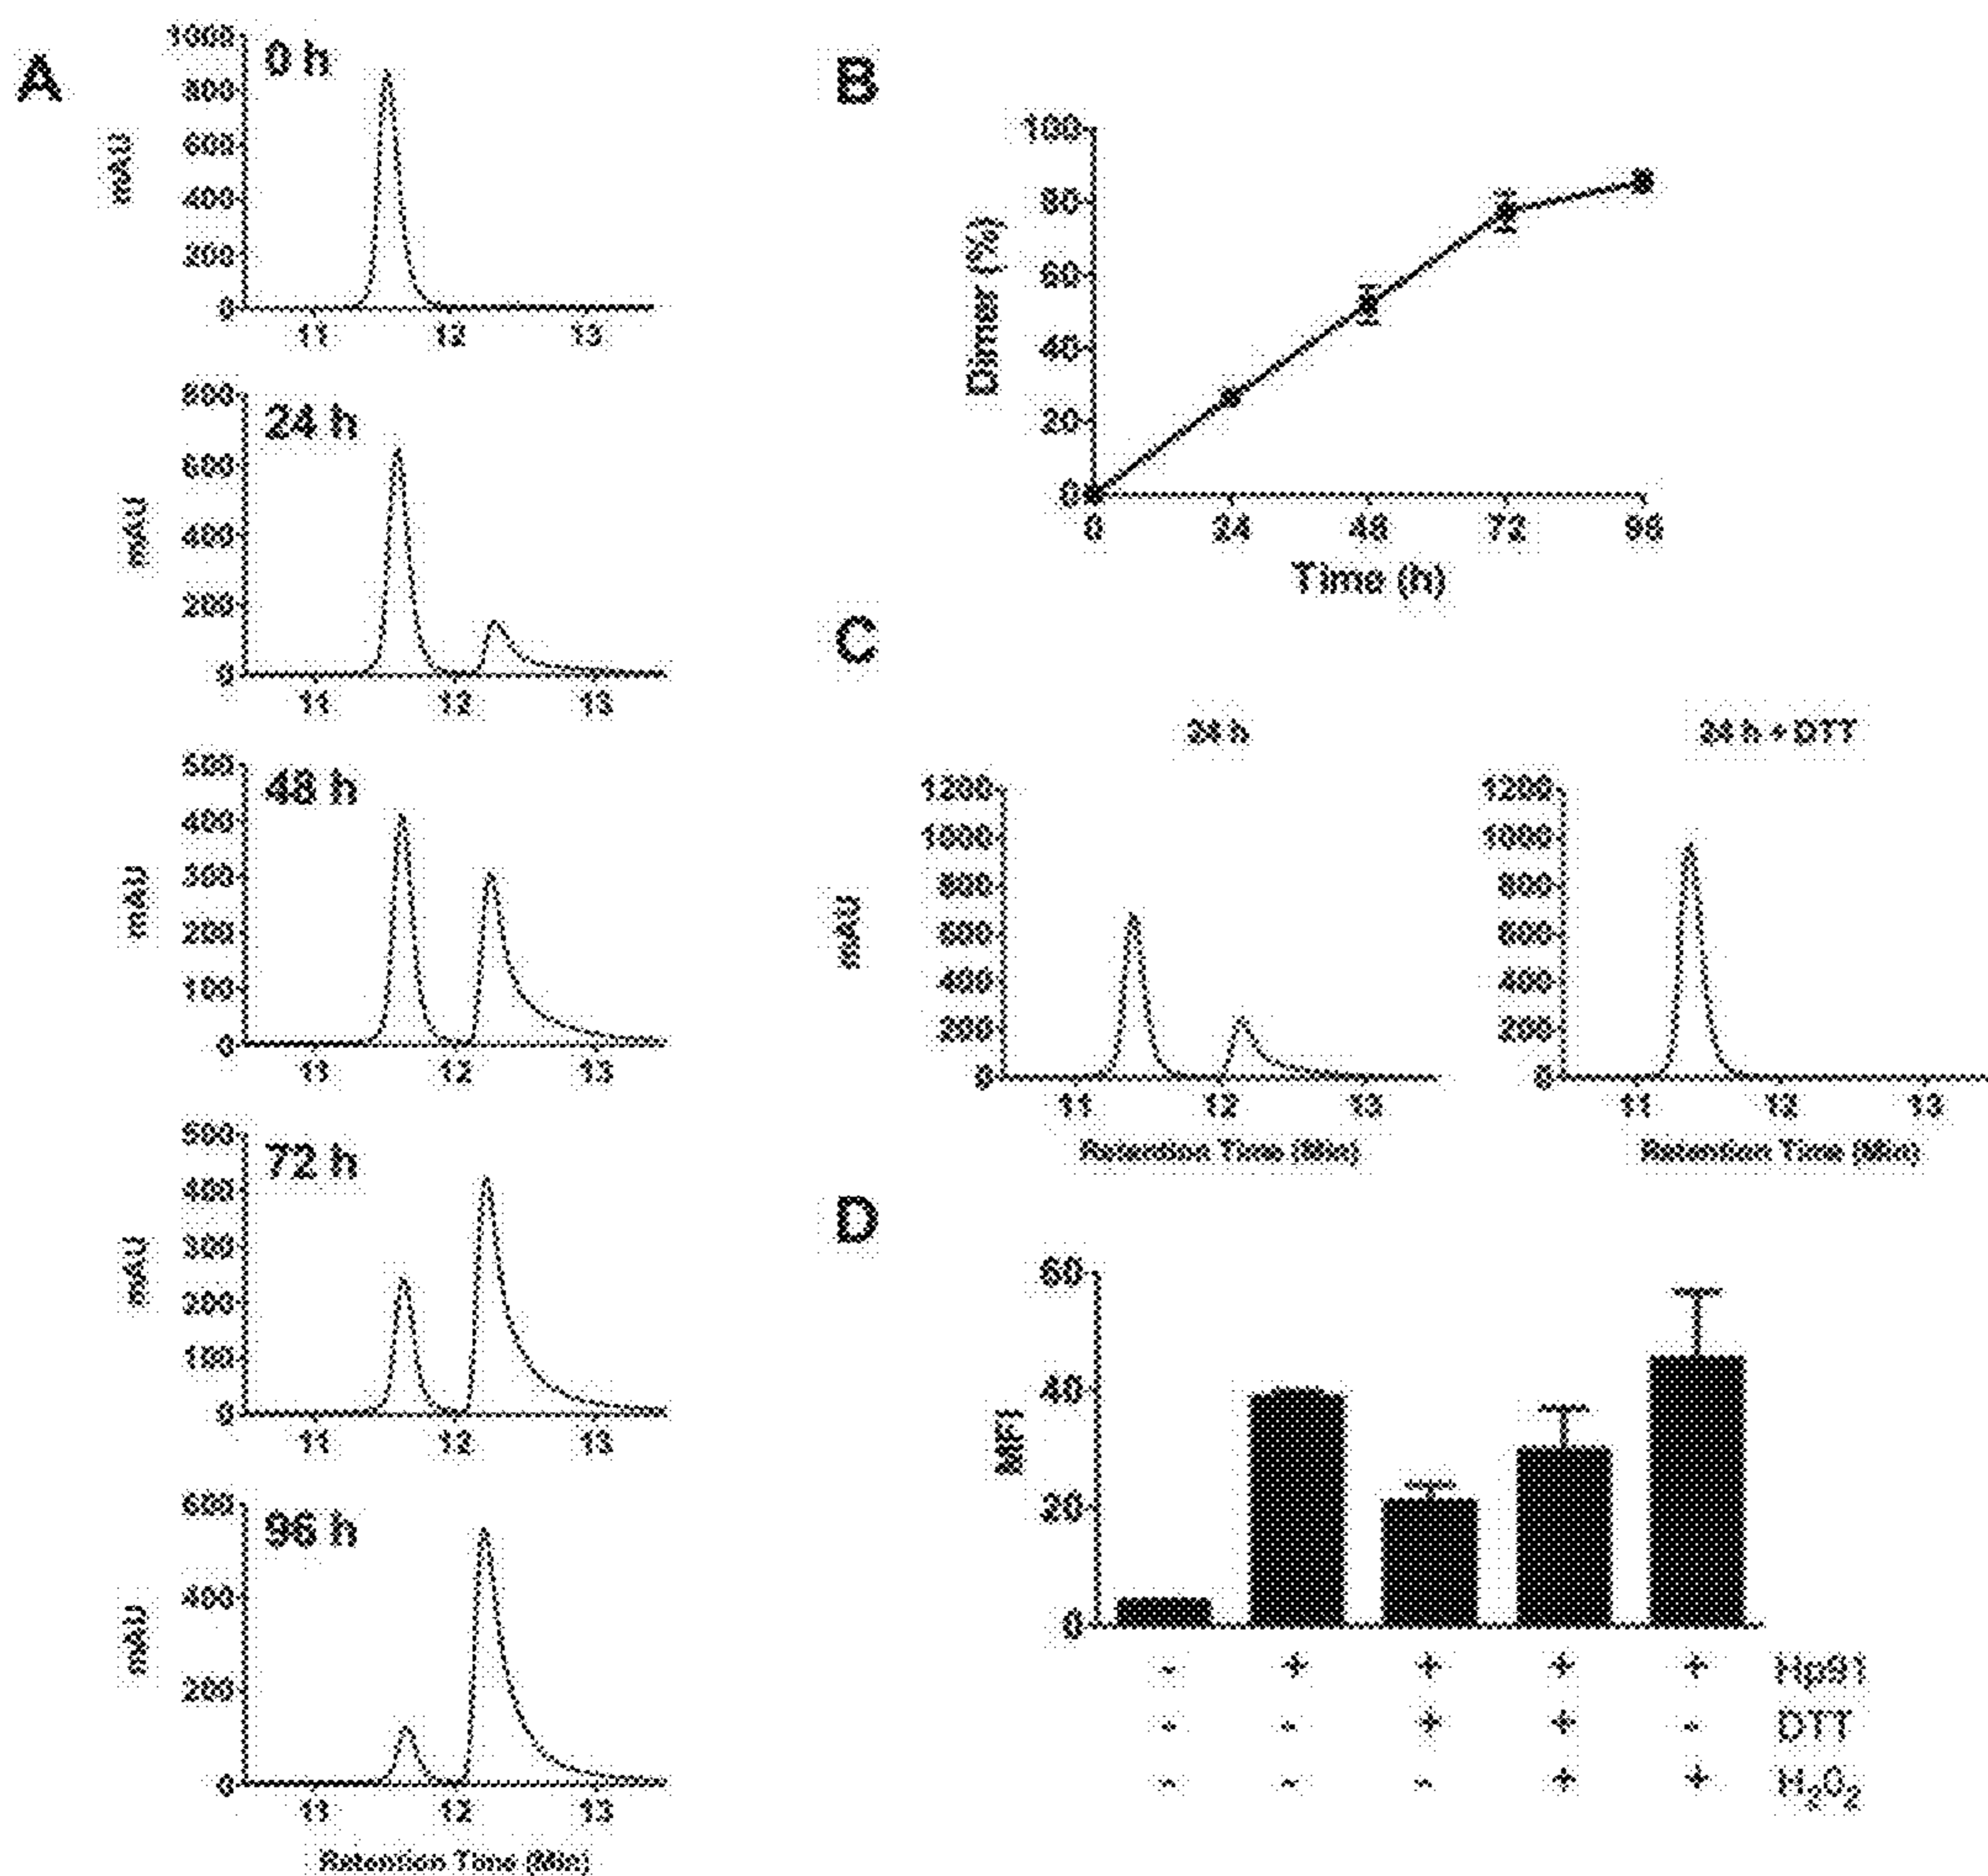 A
0 h
1000
800
600
400
200
0
mAU
11 12 13
24 h
800
600
400
200
0
mAU
11 12 13
48 h
500
400
300
200
100
0
mAU
11 12 13
72 h
500
400
300
200
100
0
mAU
11 12 13
96 h
600
400
200
0
mAU
11 12 13
Retention Time (Min)
B
100
80
60
40
20
0
Dimer (%)
0 24 48 72 96
Time (h)
C
24 h
1200
1000
800
600
400
200
0
mAU
11 12 13
Retention Time (Min)
24 h + DTT
1200
1000
800
600
400
200
0
11 12 13
Retention Time (Min)
D
60
40
20
0
MFI
- + + + + Hp91
- - + + - DTT
- - - + + H2O2